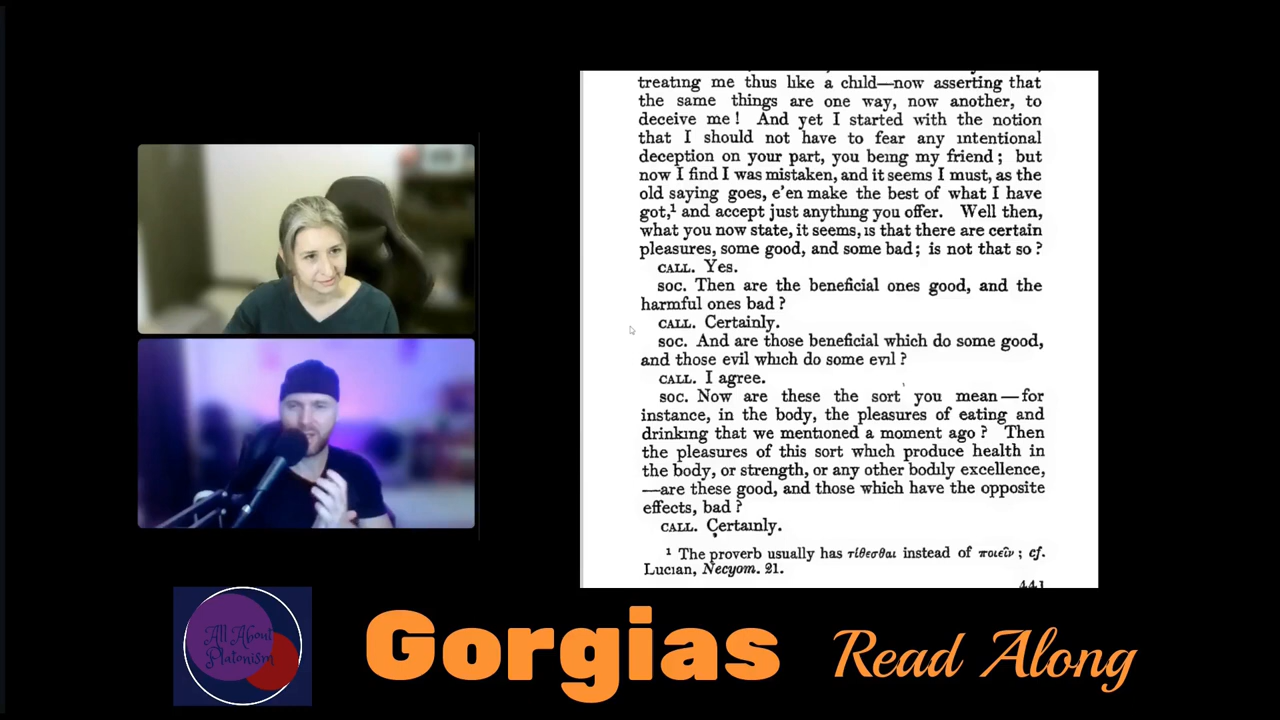 treating me thus like a child—now asserting that
the same things are one way, now another, to
deceive me! And yet I started with the notion
that I should not have to fear any intentional
deception on your part, you being my friend; but
now I find I was mistaken, and it seems I must, as the
old saying goes, e'en make the best of what I have
got,¹ and accept just anything you offer. Well then,
what you now state, it seems, is that there are certain
pleasures, some good, and some bad; is not that so?
CALL. Yes.
SOC. Then are the beneficial ones good, and the
harmful ones bad?
CALL. Certainly.
SOC. And are those beneficial which do some good,
and those evil which do some evil?
CALL. I agree.
SOC. Now are these the sort you mean—for
instance, in the body, the pleasures of eating and
drinking that we mentioned a moment ago? Then
the pleasures of this sort which produce health in
the body, or strength, or any other bodily excellence,
—are these good, and those which have the opposite
effects, bad?
CALL. Certainly.
¹ The proverb usually has τίθεσθαι instead of ποιεῖν; cf.
Lucian, Necyom. 21.
441
All About
Platonism
Gorgias Read Along